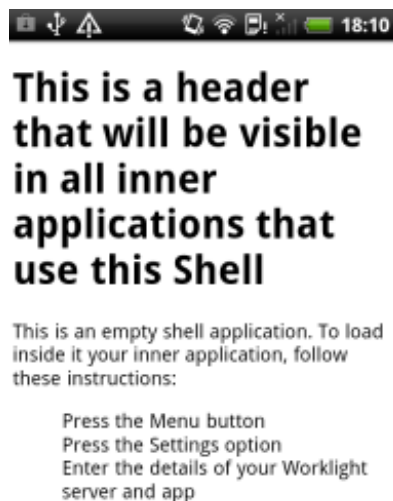 18:10
This is a header
that will be visible
in all inner
applications that
use this Shell
This is an empty shell application. To load
inside it your inner application, follow
these instructions:
Press the Menu button
Press the Settings option
Enter the details of your Worklight
server and app